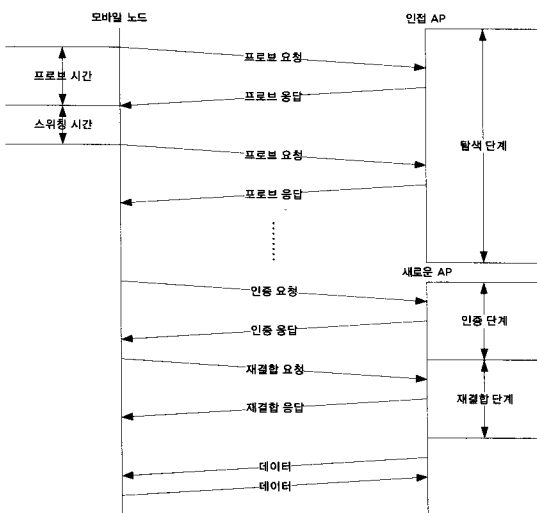 모바일 노드
인접 AP
프로브 요청
프로브 시간
프로브 응답
스위칭 시간
프로브 요청
탐색 단계
프로브 응답
새로운 AP
인증 요청
인증 단계
인증 응답
재결합 요청
재결합 단계
재결합 응답
데이터
데이터